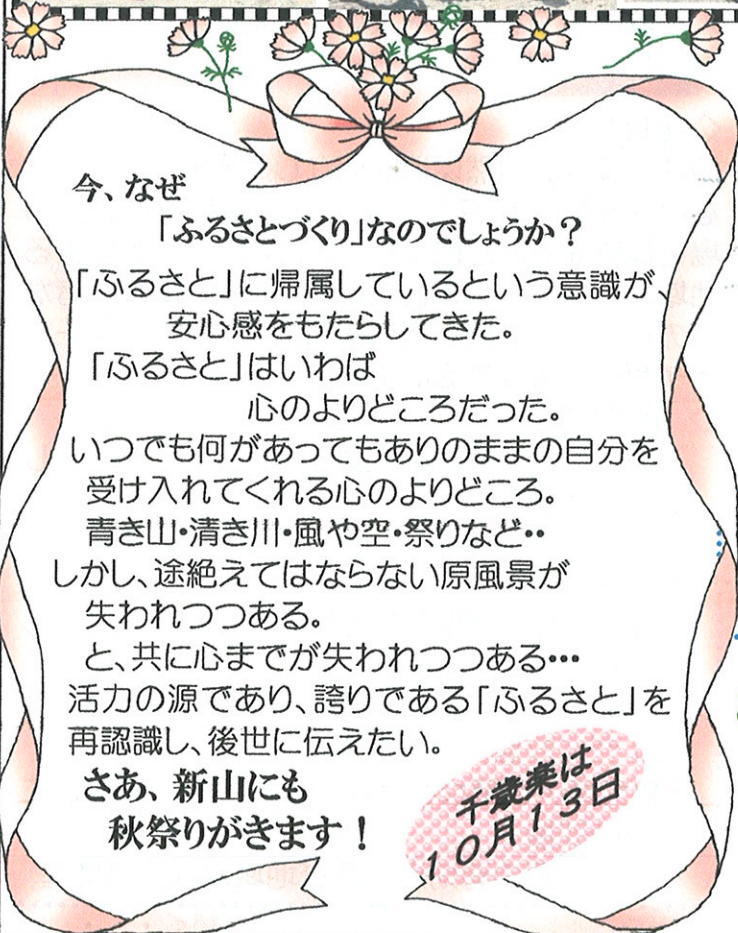 今、なぜ
「ふるさとづくり」なのでしょうか？
「ふるさと」に帰属しているという意識が、
安心感をもたらしてきた。
「ふるさと」はいわば
心のよりどころだった。
いつでも何があってもありのままの自分を
受け入れてくれる心のよりどころ。
青き山・清き川・風や空・祭りなど・・
しかし、途絶えてはならない原風景が
失われつつある。
と、共に心までが失われつつある・・・
活力の源であり、誇りである「ふるさと」を
再認識し、後世に伝えたい。
さあ、新山にも
秋祭りがきます！
千歳楽は
１０月１３日